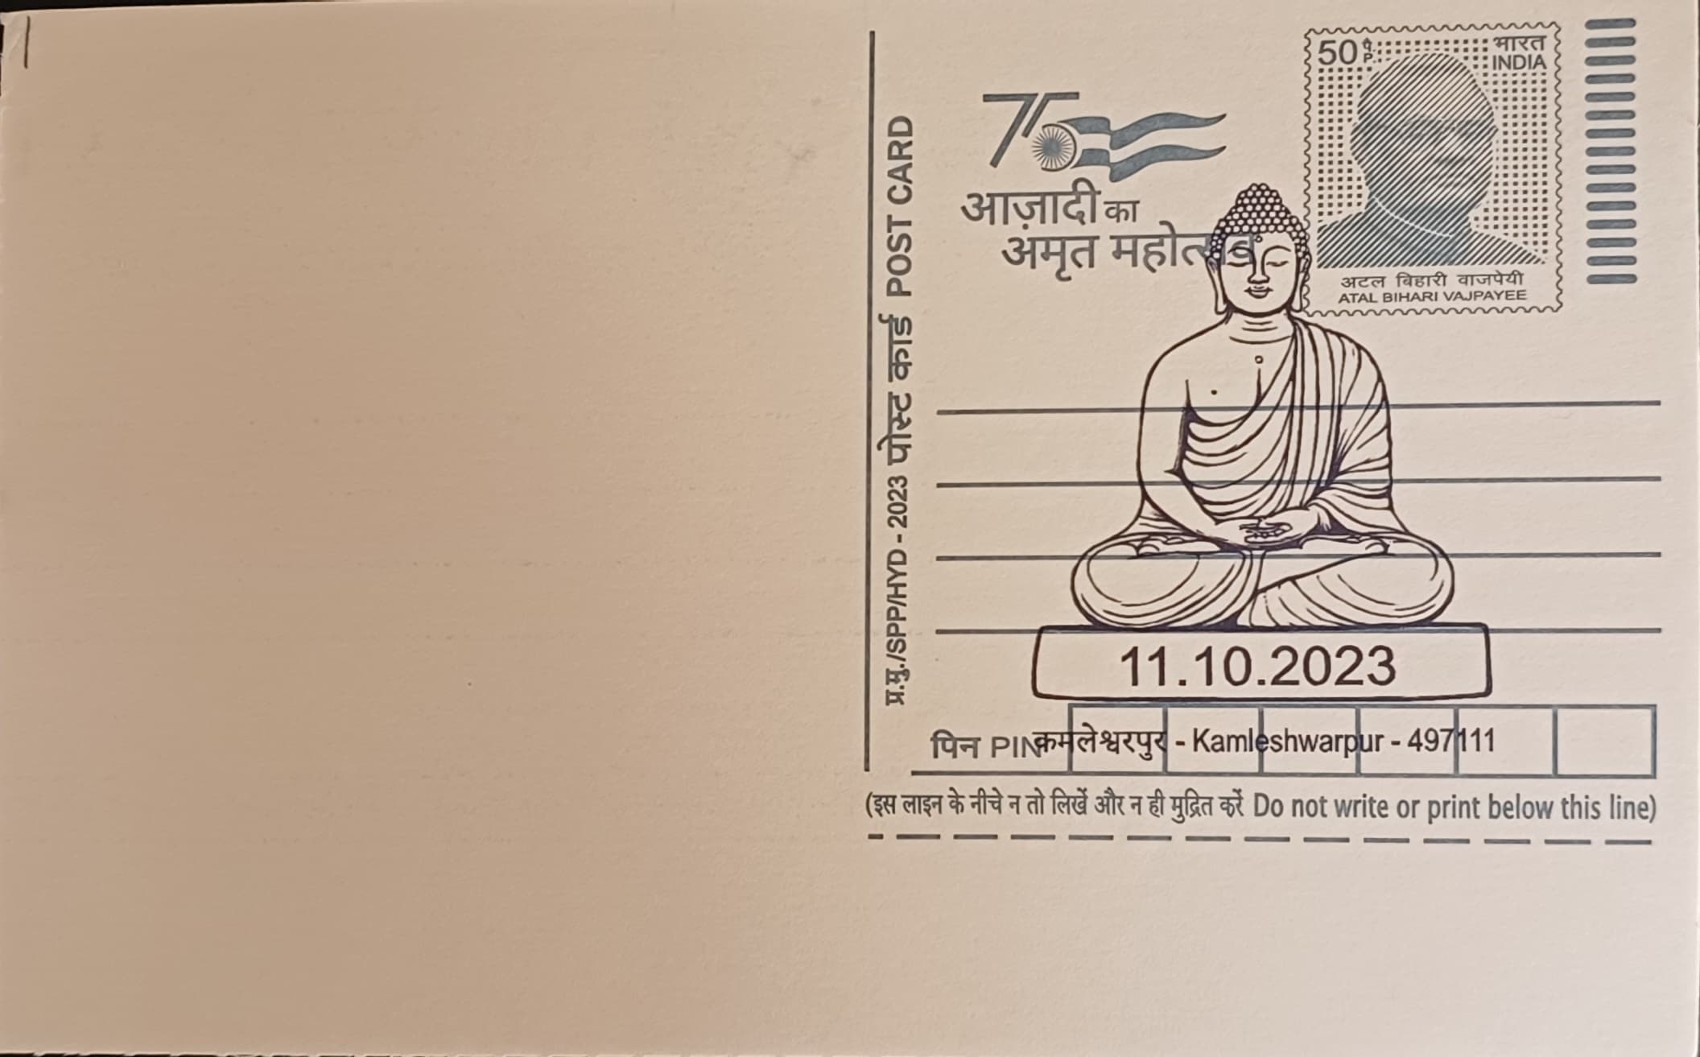 50 पै. P.
भारत
INDIA
75
आज़ादी का
अमृत महोत्सव
अटल बिहारी वाजपेयी
ATAL BIHARI VAJPAYEE
प्र.मु./SPP/HYD - 2023 पोस्ट कार्ड POST CARD
11.10.2023
पिन PIN
कमलेश्वरपुर - Kamleshwarpur - 497111
(इस लाइन के नीचे न तो लिखें और न ही मुद्रित करें Do not write or print below this line)